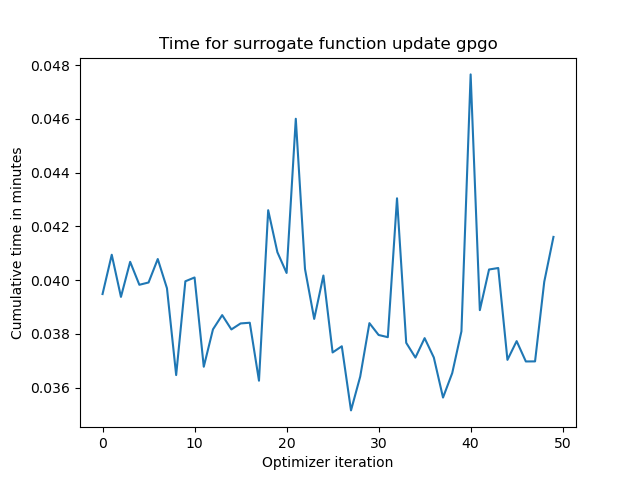 Time for surrogate function update gpgo
0.048
0.046
0.044
0.042
0.040
0.038
0.036
Cumulative time in minutes
0 10 20 30 40 50
Optimizer iteration